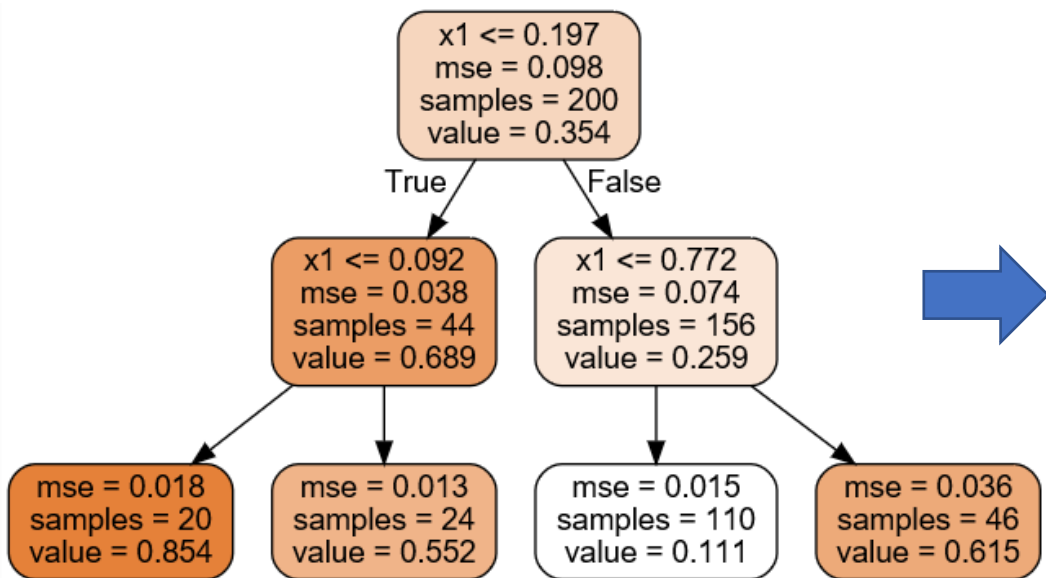 x1 <= 0.197
mse = 0.098
samples = 200
value = 0.354
True
False
x1 <= 0.092
mse = 0.038
samples = 44
value = 0.689
x1 <= 0.772
mse = 0.074
samples = 156
value = 0.259
mse = 0.018
samples = 20
value = 0.854
mse = 0.013
samples = 24
value = 0.552
mse = 0.015
samples = 110
value = 0.111
mse = 0.036
samples = 46
value = 0.615